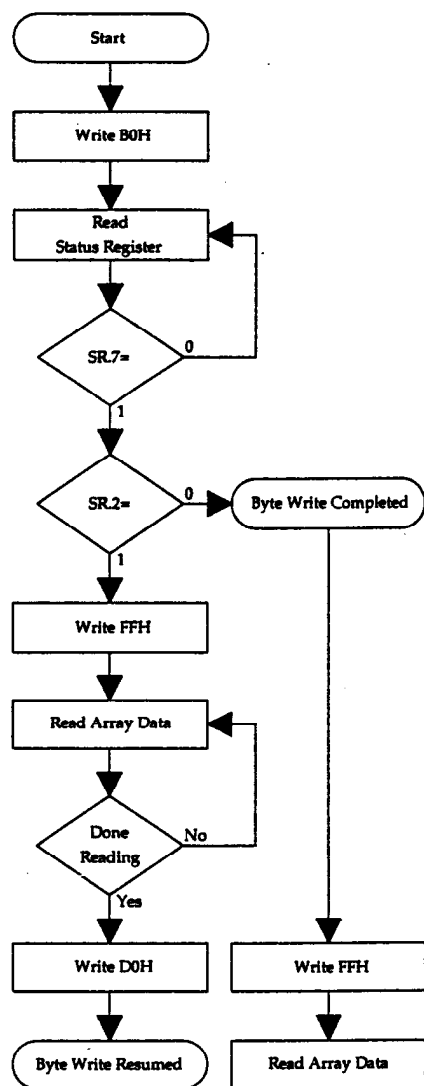 Start
Write B0H
Read
Status Register
SR.7=
0
1
SR.2=
0
Byte Write Completed
1
Write FFH
Read Array Data
Done
Reading
No
Yes
Write D0H
Write FFH
Byte Write Resumed
Read Array Data